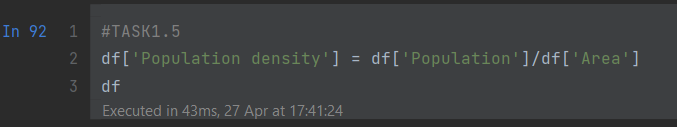 In 92 1 #TASK1.5
2 df['Population density'] = df['Population']/df['Area']
3 df
Executed in 43ms, 27 Apr at 17:41:24